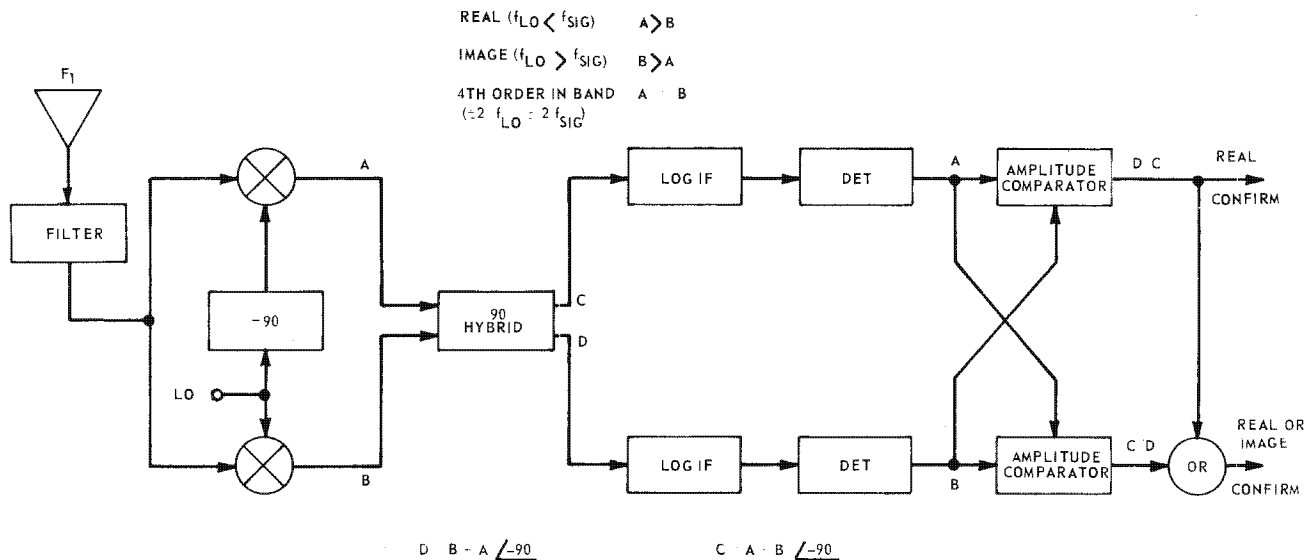 REAL (fLO < fSIG) A > B
IMAGE (fLO > fSIG) B > A
4TH ORDER IN BAND A B
(±2 fLO = 2 fSIG)
F1
FILTER
-90
LO
A
B
90
HYBRID
C
D
LOG IF
DET
A
AMPLITUDE
COMPARATOR
D C
REAL
CONFIRM
LOG IF
DET
B
AMPLITUDE
COMPARATOR
C D
OR
REAL OR
IMAGE
CONFIRM
D B - A /-90
C A - B /-90